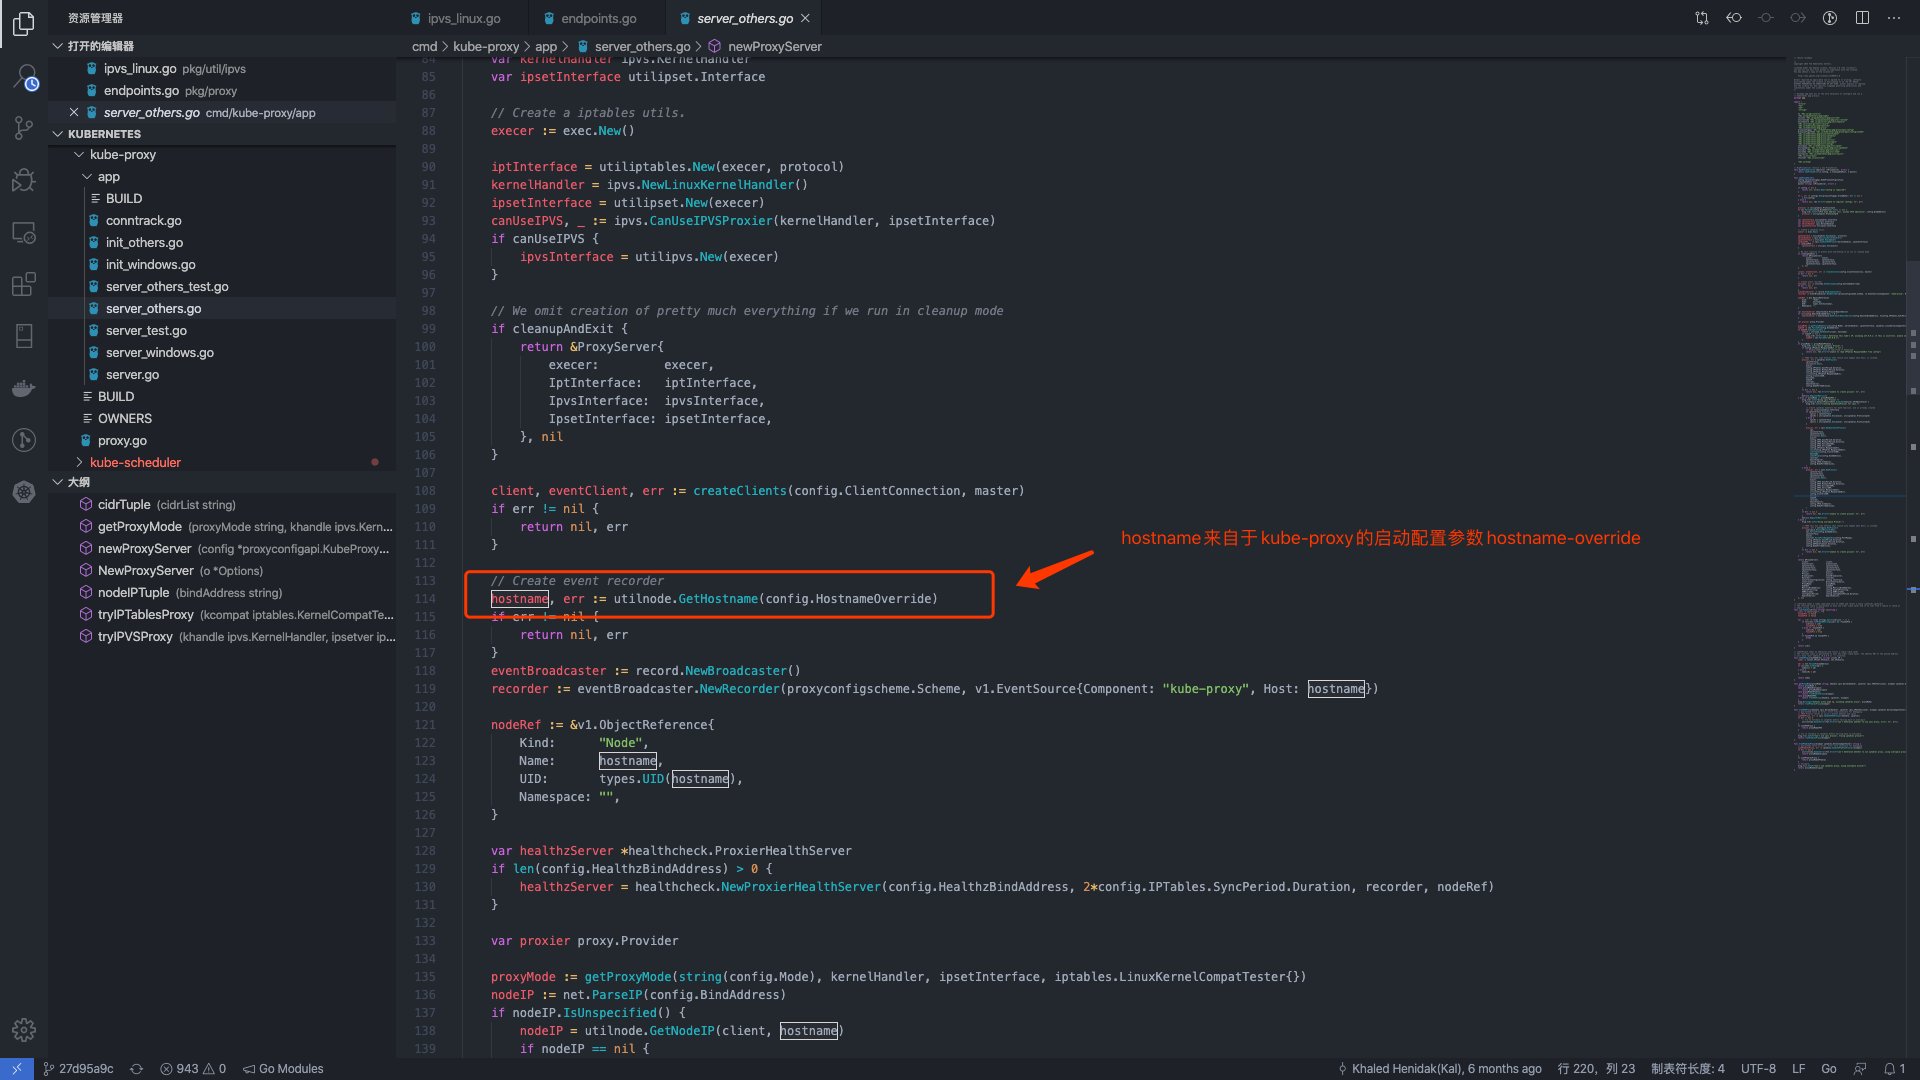 资源管理器
打开的编辑器
ipvs_linux.go pkg/util/ipvs
endpoints.go pkg/proxy
server_others.go cmd/kube-proxy/app
KUBERNETES
kube-proxy
app
BUILD
conntrack.go
init_others.go
init_windows.go
server_others_test.go
server_others.go
server_test.go
server_windows.go
server.go
BUILD
OWNERS
proxy.go
kube-scheduler
大纲
cidrTuple (cidrList string)
getProxyMode (proxyMode string, khandle ipvs.Kern...
newProxyServer (config *proxyconfigapi.KubeProxy...
NewProxyServer (o *Options)
nodeIPTuple (bindAddress string)
tryIPTablesProxy (kcompat iptables.KernelCompatTe...
tryIPVSProxy (khandle ipvs.KernelHandler, ipsetver ip...
ipvs_linux.go endpoints.go server_others.go
cmd > kube-proxy > app > server_others.go > newProxyServer
84 var kernelHandler ipvs.KernelHandler
85 var ipsetInterface utilipset.Interface
86
87 // Create a iptables utils.
88 execer := exec.New()
89
90 iptInterface = utiliptables.New(execer, protocol)
91 kernelHandler = ipvs.NewLinuxKernelHandler()
92 ipsetInterface = utilipset.New(execer)
93 canUseIPVS, _ := ipvs.CanUseIPVSProxier(kernelHandler, ipsetInterface)
94 if canUseIPVS {
95 ipvsInterface = utilipvs.New(execer)
96 }
97
98 // We omit creation of pretty much everything if we run in cleanup mode
99 if cleanupAndExit {
100 return &ProxyServer{
101 execer: execer,
102 IptInterface: iptInterface,
103 IpvsInterface: ipvsInterface,
104 IpsetInterface: ipsetInterface,
105 }, nil
106 }
107
108 client, eventClient, err := createClients(config.ClientConnection, master)
109 if err != nil {
110 return nil, err
111 }
112
113 // Create event recorder
114 hostname, err := utilnode.GetHostname(config.HostnameOverride)
115 if err != nil {
116 return nil, err
117 }
118 eventBroadcaster := record.NewBroadcaster()
119 recorder := eventBroadcaster.NewRecorder(proxyconfigscheme.Scheme, v1.EventSource{Component: "kube-proxy", Host: hostname})
120
121 nodeRef := &v1.ObjectReference{
122 Kind: "Node",
123 Name: hostname,
124 UID: types.UID(hostname),
125 Namespace: "",
126 }
127
128 var healthzServer *healthcheck.ProxierHealthServer
129 if len(config.HealthzBindAddress) > 0 {
130 healthzServer = healthcheck.NewProxierHealthServer(config.HealthzBindAddress, 2*config.IPTables.SyncPeriod.Duration, recorder, nodeRef)
131 }
132
133 var proxier proxy.Provider
134
135 proxyMode := getProxyMode(string(config.Mode), kernelHandler, ipsetInterface, iptables.LinuxKernelCompatTester{})
136 nodeIP := net.ParseIP(config.BindAddress)
137 if nodeIP.IsUnspecified() {
138 nodeIP = utilnode.GetNodeIP(client, hostname)
139 if nodeIP == nil {
hostname来自于kube-proxy的启动配置参数hostname-override
27d95a9c 943 0 Go Modules Khaled Henidak(Kal), 6 months ago 行 220，列 23 制表符长度: 4 UTF-8 LF Go 1